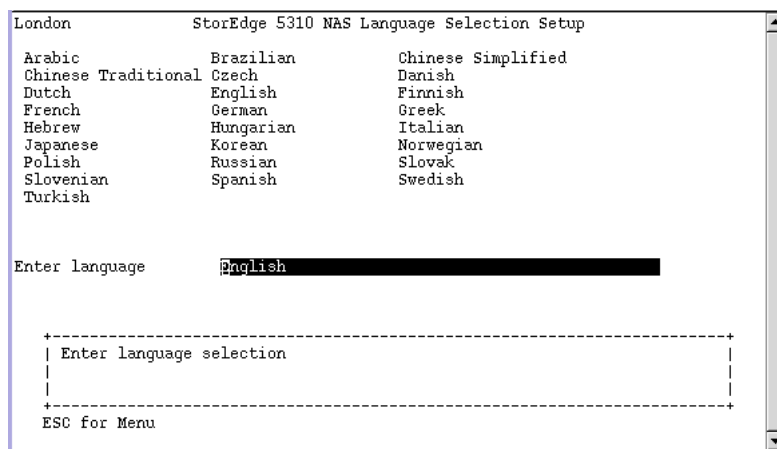 London StorEdge 5310 NAS Language Selection Setup
Arabic Brazilian Chinese Simplified
Chinese Traditional Czech Danish
Dutch English Finnish
French German Greek
Hebrew Hungarian Italian
Japanese Korean Norwegian
Polish Russian Slovak
Slovenian Spanish Swedish
Turkish
Enter language English
Enter language selection
ESC for Menu